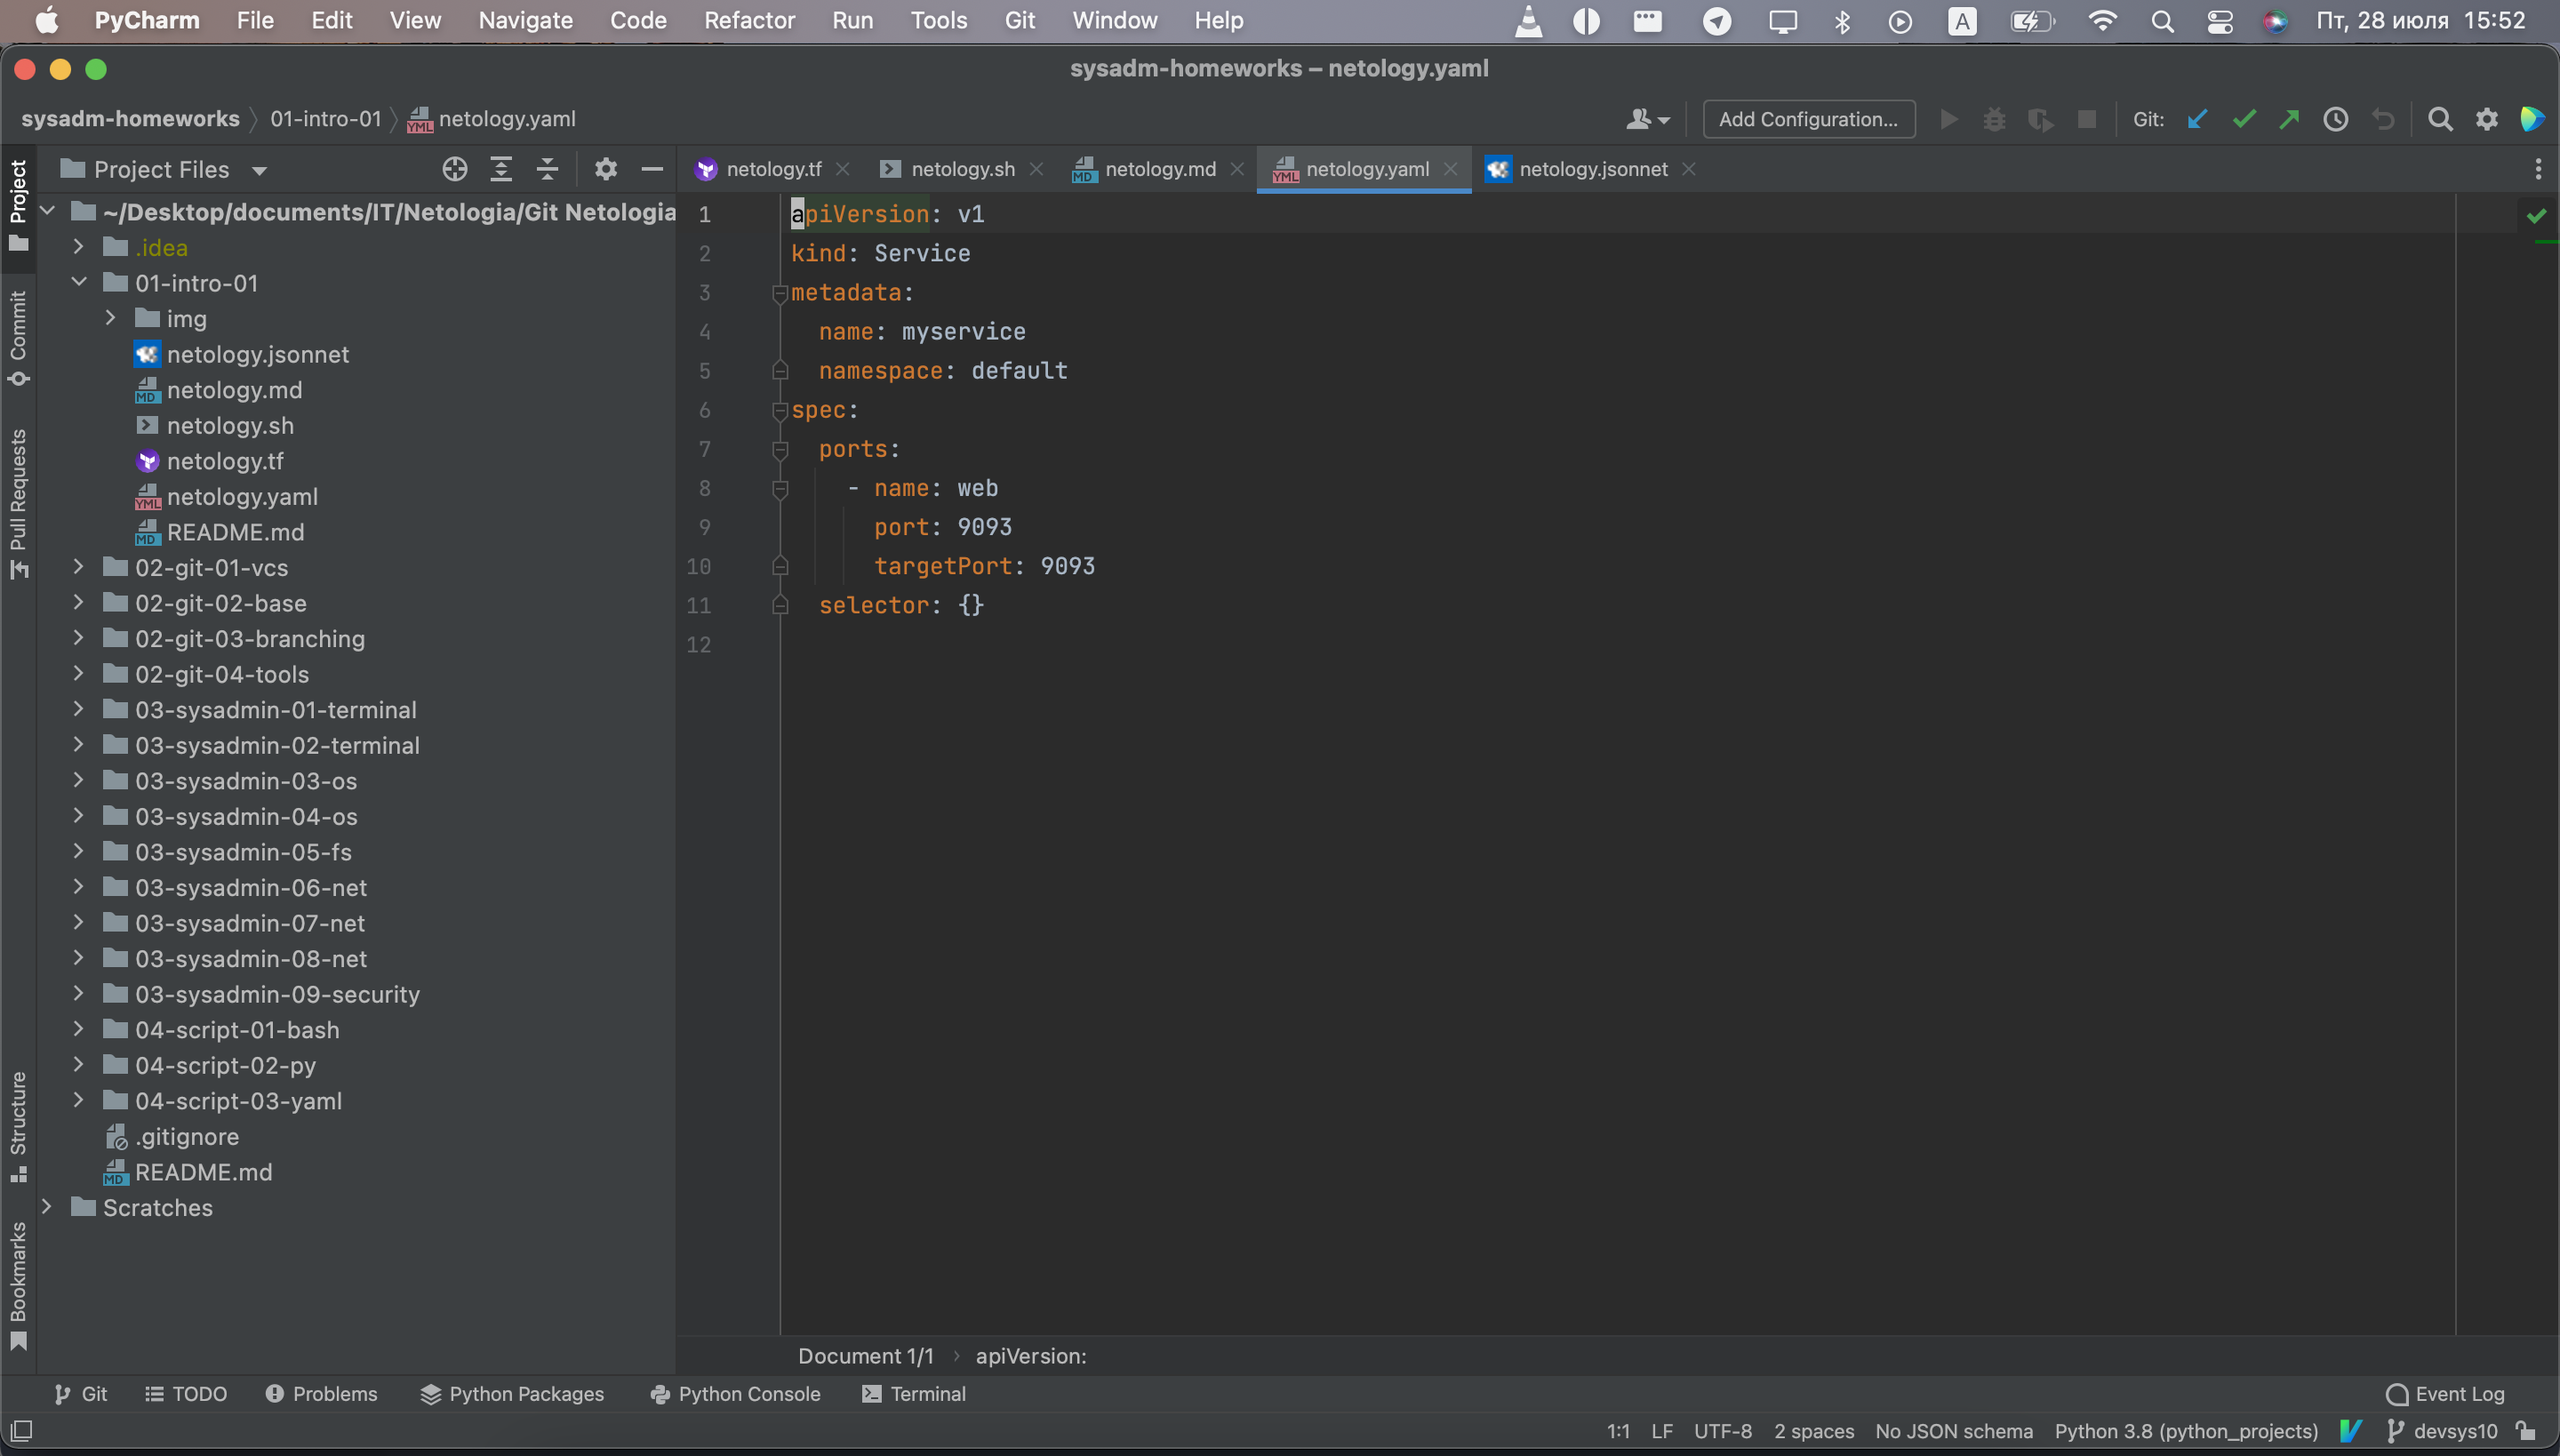 PyCharm File Edit View Navigate Code Refactor Run Tools Git Window Help A Пт, 28 июля 15:52
sysadm-homeworks – netology.yaml
sysadm-homeworks 01-intro-01 netology.yaml Add Configuration... Git:
Project Files netology.tf netology.sh netology.md netology.yaml netology.jsonnet
Project
Commit
Pull Requests
Structure
Bookmarks
~/Desktop/documents/IT/Netologia/Git Netologia
.idea
01-intro-01
img
netology.jsonnet
netology.md
netology.sh
netology.tf
netology.yaml
README.md
02-git-01-vcs
02-git-02-base
02-git-03-branching
02-git-04-tools
03-sysadmin-01-terminal
03-sysadmin-02-terminal
03-sysadmin-03-os
03-sysadmin-04-os
03-sysadmin-05-fs
03-sysadmin-06-net
03-sysadmin-07-net
03-sysadmin-08-net
03-sysadmin-09-security
04-script-01-bash
04-script-02-py
04-script-03-yaml
.gitignore
README.md
Scratches
1 apiVersion: v1
2 kind: Service
3 metadata:
4 name: myservice
5 namespace: default
6 spec:
7 ports:
8 - name: web
9 port: 9093
10 targetPort: 9093
11 selector: {}
12
Document 1/1 apiVersion:
Git TODO Problems Python Packages Python Console Terminal Event Log
1:1 LF UTF-8 2 spaces No JSON schema Python 3.8 (python_projects) devsys10